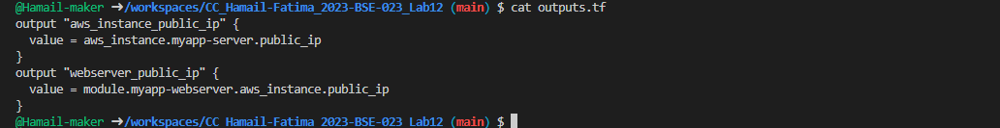 @Hamail-maker ➜/workspaces/CC_Hamail-Fatima_2023-BSE-023_Lab12 (main) $ cat outputs.tf
output "aws_instance_public_ip" {
  value = aws_instance.myapp-server.public_ip
}
output "webserver_public_ip" {
  value = module.myapp-webserver.aws_instance.public_ip
}
@Hamail-maker ➜/workspaces/CC_Hamail-Fatima_2023-BSE-023_Lab12 (main) $